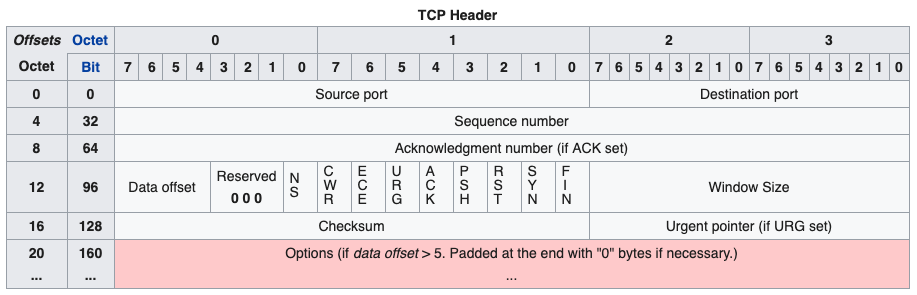 TCP Header
Offsets Octet 0 1 2 3
Octet Bit 7 6 5 4 3 2 1 0 7 6 5 4 3 2 1 0 7 6 5 4 3 2 1 0 7 6 5 4 3 2 1 0
0 0 Source port Destination port
4 32 Sequence number
8 64 Acknowledgment number (if ACK set)
12 96 Data offset Reserved 0 0 0 NS CWR ECE URG ACK PSH RST SYN FIN Window Size
16 128 Checksum Urgent pointer (if URG set)
20 160 Options (if data offset > 5. Padded at the end with "0" bytes if necessary.)
... ... ...